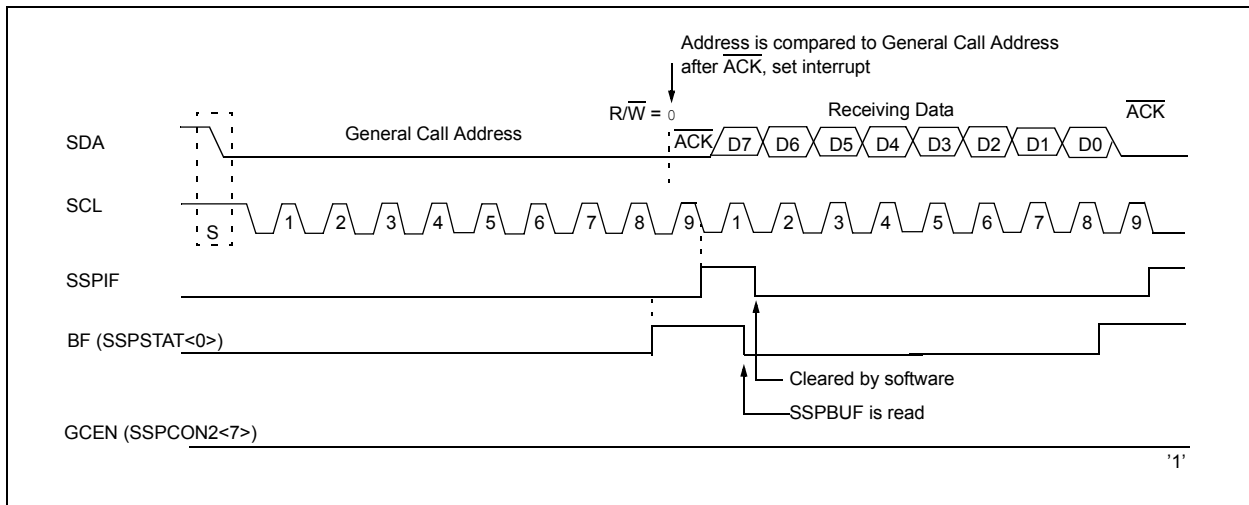 Address is compared to General Call Address
after ACK, set interrupt
R/W = 0
General Call Address
Receiving Data
ACK
SDA
ACK D7 D6 D5 D4 D3 D2 D1 D0
SCL
S
1 2 3 4 5 6 7 8 9 1 2 3 4 5 6 7 8 9
SSPIF
BF (SSPSTAT<0>)
Cleared by software
SSPBUF is read
GCEN (SSPCON2<7>)
'1'